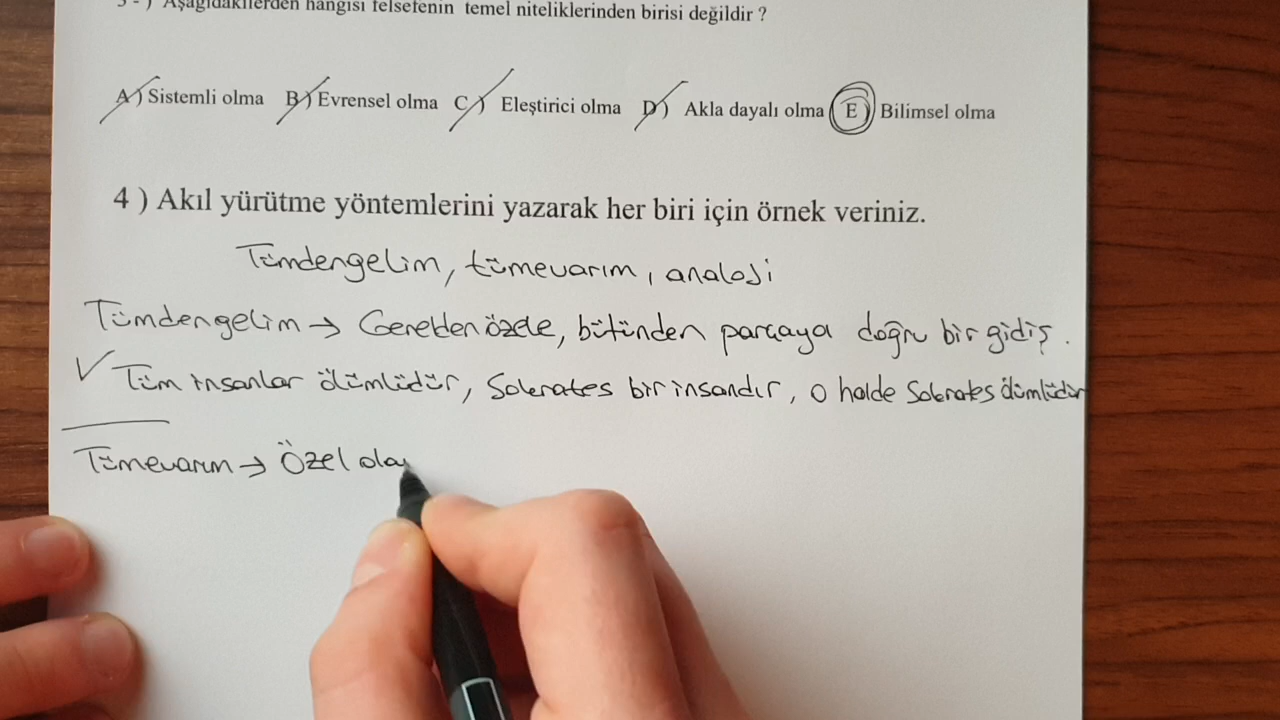 3 - ) Aşağıdakilerden hangisi felsefenin temel niteliklerinden birisi değildir ?
A ) Sistemli olma B ) Evrensel olma C ) Eleştirici olma D ) Akla dayalı olma E ) Bilimsel olma
4 ) Akıl yürütme yöntemlerini yazarak her biri için örnek veriniz.
Tümdengelim, tümevarım, analoji
Tümdengelim → Genelden özele, bütünden parçaya doğru bir gidiş.
✓ Tüm insanlar ölümlüdür, Sokrates bir insandır, o halde Sokrates ölümlüdür
Tümevarım → Özel ola